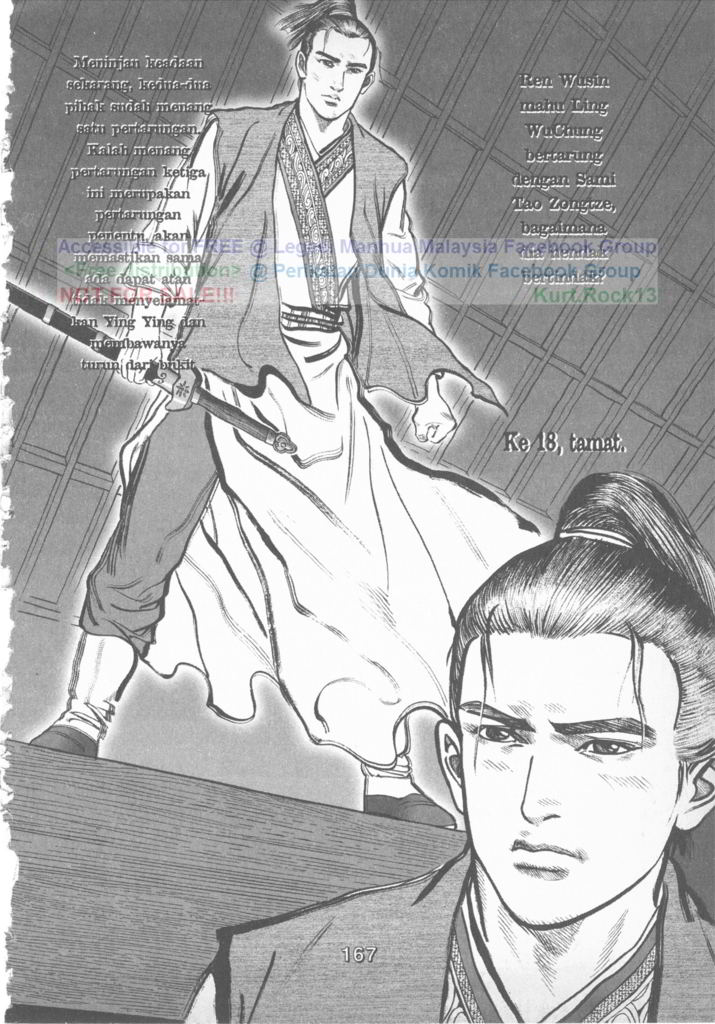 Meninjau keadaan
sekarang, kedua-dua
pihak sudah menang
satu pertarungan.
Kalah menang
pertarungan ketiga
ini merupakan
pertarungan
penentu, akan
memastikan sama
ada dapat atau
tidak menyelamat-
kan Ying Ying dan
membawanya
turun dari bukit.
Ren Wusin
mahu Ling
WuChung
bertarung
dengan Sami
Tao Zongtze,
bagaimana
dia hendak
bertindak?
Accessible for FREE @ Legasi Manhua Malaysia Facebook Group
<Free distribution> @ Penkalan Dunia Komik Facebook Group
NOT FOR SALE!!!
Kurt.Rock13
Ke 18, tamat.
167